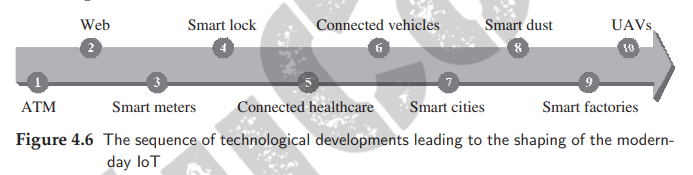 Web Smart lock Connected vehicles Smart dust UAVs
2 4 6 8 10
1 3 5 7 9
ATM Smart meters Connected healthcare Smart cities Smart factories
Figure 4.6 The sequence of technological developments leading to the shaping of the modern-
day IoT